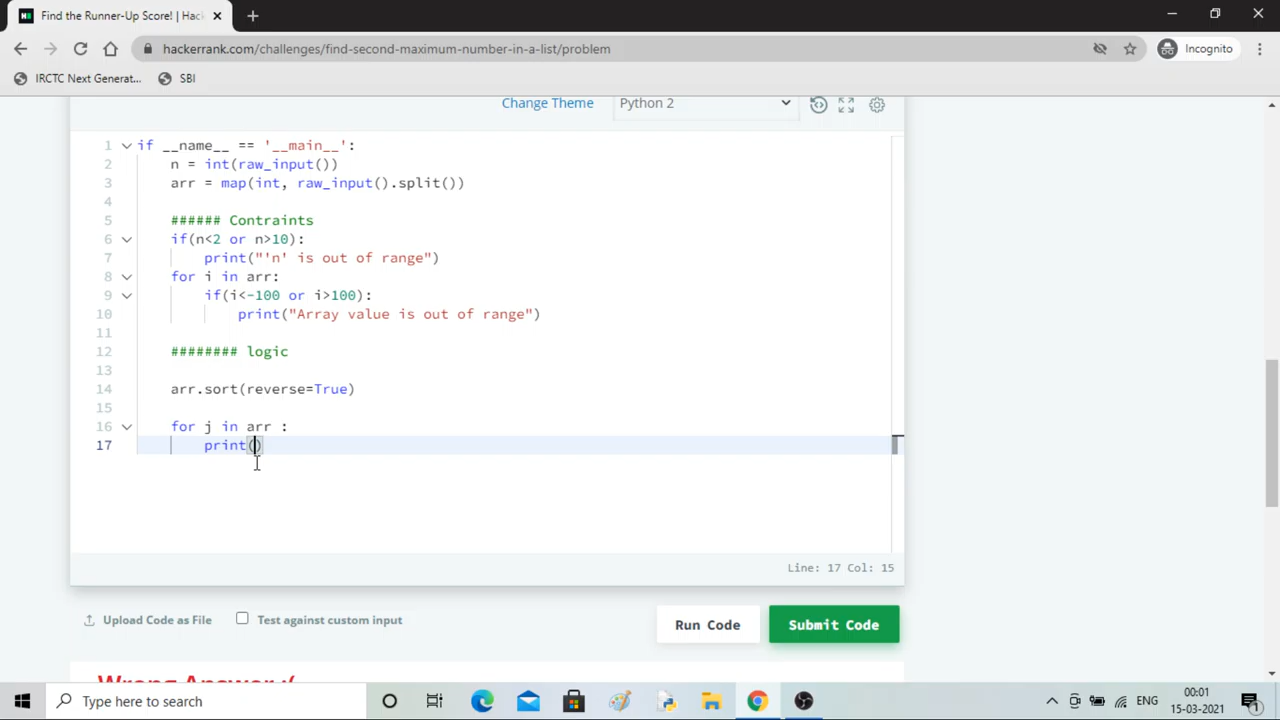 Find the Runner-Up Score! | Hac
hackerrank.com/challenges/find-second-maximum-number-in-a-list/problem
Incognito
IRCTC Next Generat...
SBI
Change Theme
Python 2
1 if __name__ == '__main__':
2 n = int(raw_input())
3 arr = map(int, raw_input().split())
4
5 ###### Contraints
6 if(n<2 or n>10):
7 print("'n' is out of range")
8 for i in arr:
9 if(i<-100 or i>100):
10 print("Array value is out of range")
11
12 ######## logic
13
14 arr.sort(reverse=True)
15
16 for j in arr :
17 print()
Line: 17 Col: 15
Upload Code as File
Test against custom input
Run Code
Submit Code
Wrong Answer :(
Type here to search
ENG
00:01
15-03-2021
1